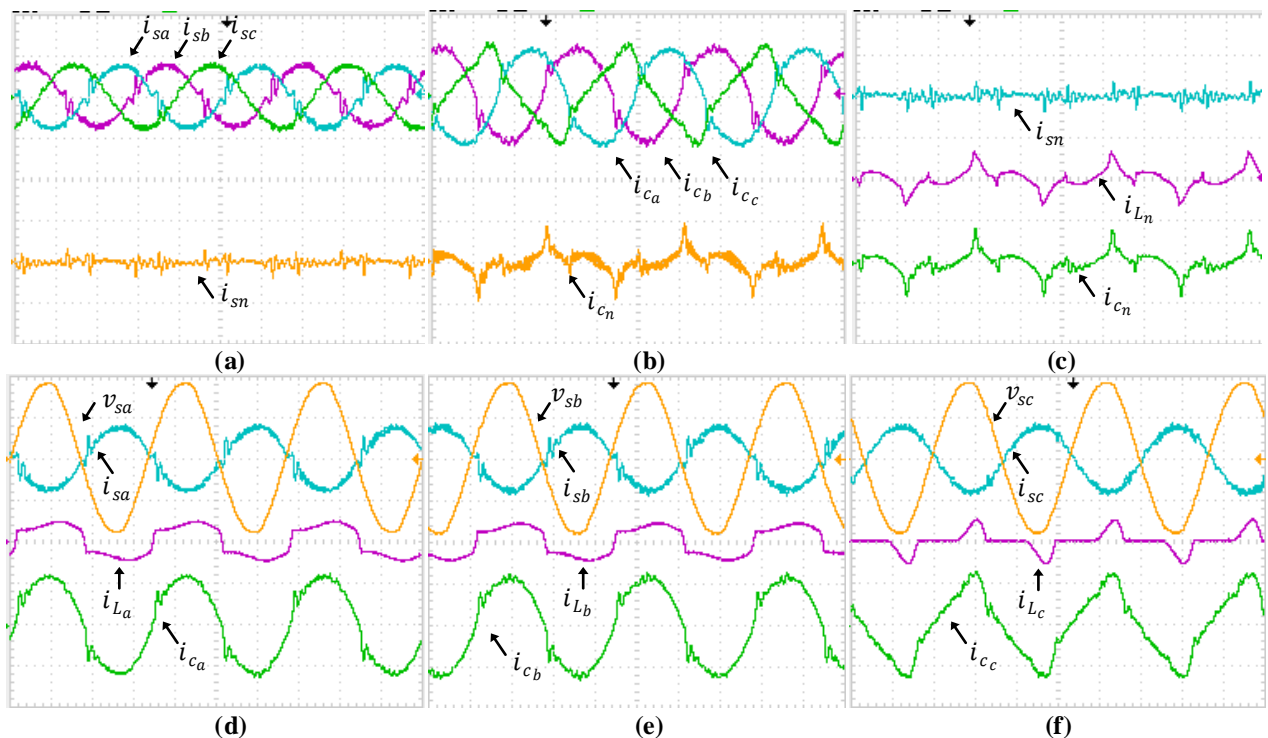 i_sa i_sb i_sc
i_sn
(a)
i_ca i_cb i_cc
i_cn
(b)
i_sn
i_Ln
i_cn
(c)
v_sa
i_sa
i_La
i_ca
(d)
v_sb
i_sb
i_Lb
i_cb
(e)
v_sc
i_sc
i_Lc
i_cc
(f)